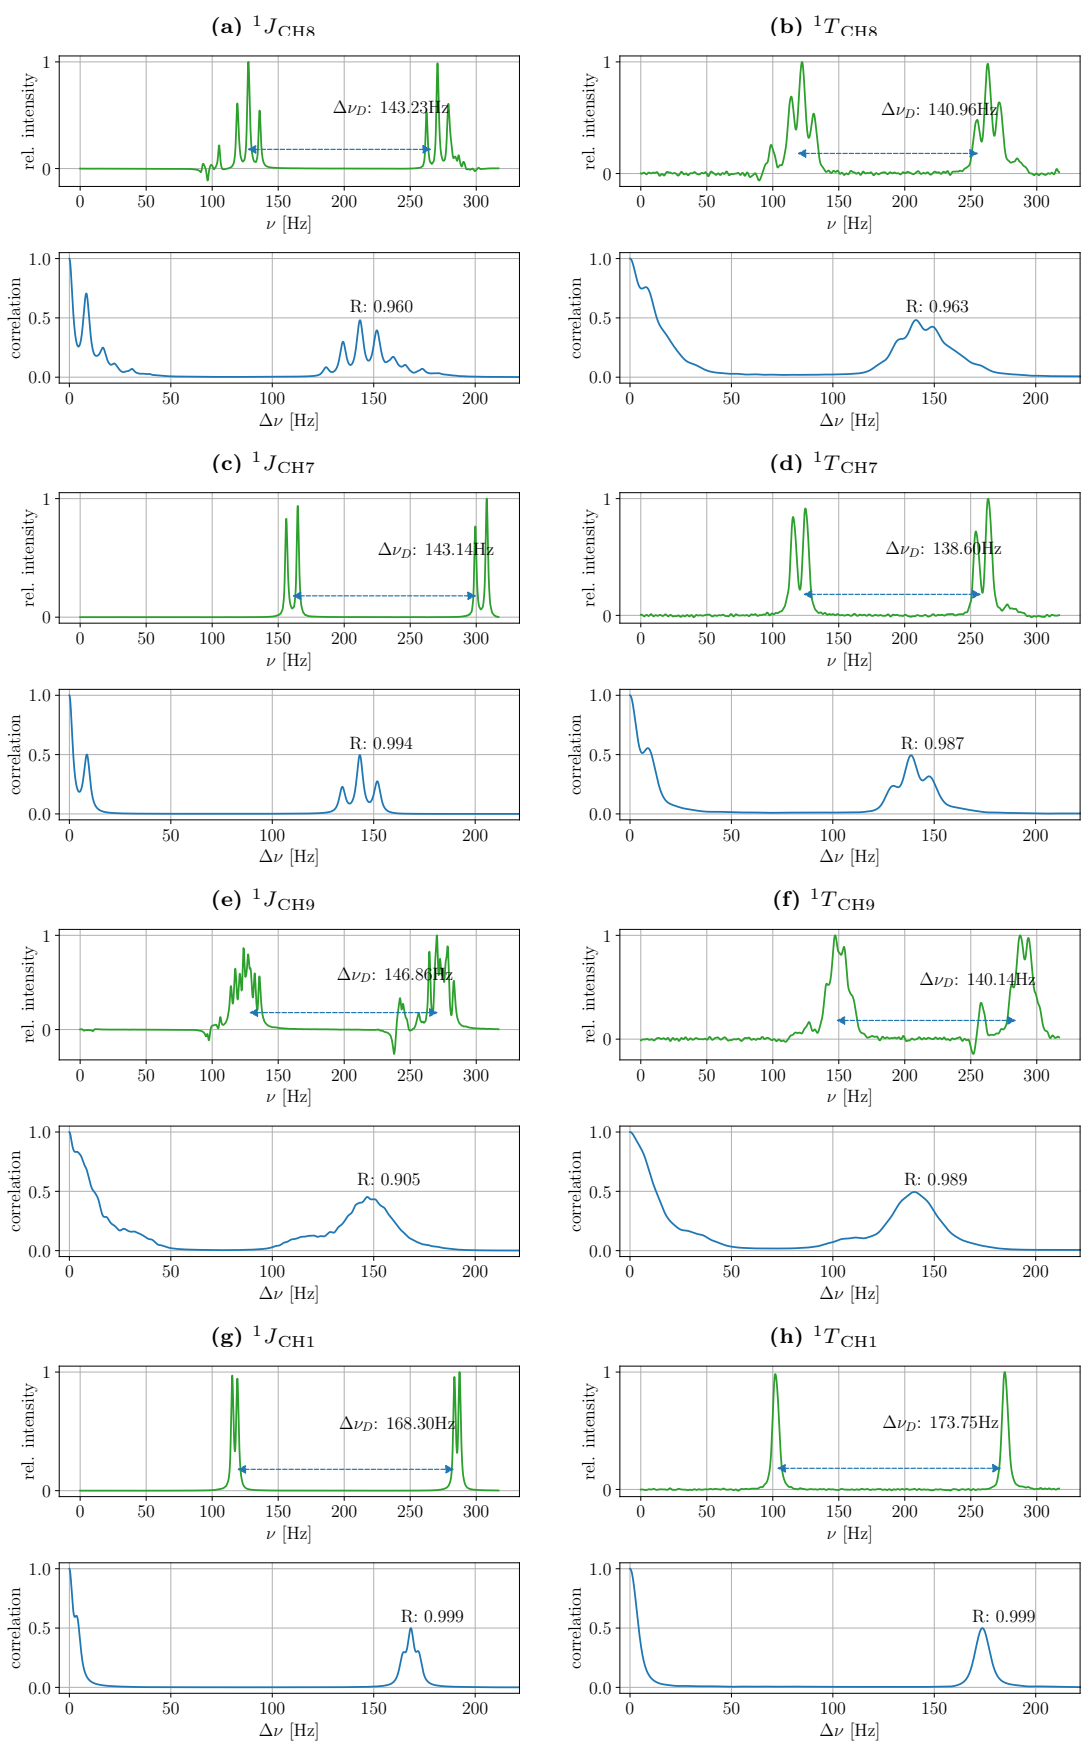 (a) ¹J_CH8
rel. intensity
1
0
Δν_D: 143.23Hz
0 50 100 150 200 250 300
ν [Hz]
correlation
1.0
0.5
0.0
R: 0.960
0 50 100 150 200
Δν [Hz]
(b) ¹T_CH8
rel. intensity
1
0
Δν_D: 140.96Hz
0 50 100 150 200 250 300
ν [Hz]
correlation
1.0
0.5
0.0
R: 0.963
0 50 100 150 200
Δν [Hz]
(c) ¹J_CH7
rel. intensity
1
0
Δν_D: 143.14Hz
0 50 100 150 200 250 300
ν [Hz]
correlation
1.0
0.5
0.0
R: 0.994
0 50 100 150 200
Δν [Hz]
(d) ¹T_CH7
rel. intensity
1
0
Δν_D: 138.60Hz
0 50 100 150 200 250 300
ν [Hz]
correlation
1.0
0.5
0.0
R: 0.987
0 50 100 150 200
Δν [Hz]
(e) ¹J_CH9
rel. intensity
1
0
Δν_D: 146.86Hz
0 50 100 150 200 250 300
ν [Hz]
correlation
1.0
0.5
0.0
R: 0.905
0 50 100 150 200
Δν [Hz]
(f) ¹T_CH9
rel. intensity
1
0
Δν_D: 140.14Hz
0 50 100 150 200 250 300
ν [Hz]
correlation
1.0
0.5
0.0
R: 0.989
0 50 100 150 200
Δν [Hz]
(g) ¹J_CH1
rel. intensity
1
0
Δν_D: 168.30Hz
0 50 100 150 200 250 300
ν [Hz]
correlation
1.0
0.5
0.0
R: 0.999
0 50 100 150 200
Δν [Hz]
(h) ¹T_CH1
rel. intensity
1
0
Δν_D: 173.75Hz
0 50 100 150 200 250 300
ν [Hz]
correlation
1.0
0.5
0.0
R: 0.999
0 50 100 150 200
Δν [Hz]